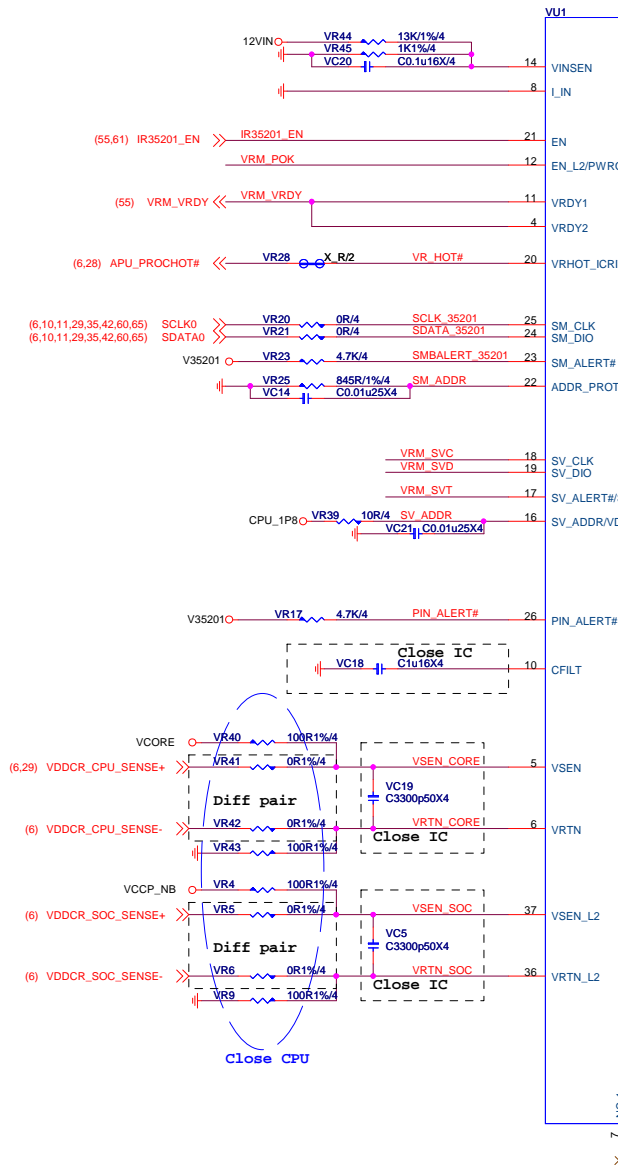 VU1
12VIN VR44 13K/1%/4
VR45 1K1%/4
VC20 C0.1u16X/4 14 VINSEN
8 I_IN
(55,61) IR35201_EN IR35201_EN 21 EN
VRM_POK 12 EN_L2/PWR
(55) VRM_VRDY VRM_VRDY 11 VRDY1
4 VRDY2
(6,28) APU_PROCHOT# VR28 X_R/2 VR_HOT# 20 VRHOT_ICRI
(6,10,11,29,35,42,60,65) SCLK0 VR20 0R/4 SCLK_35201 25 SM_CLK
(6,10,11,29,35,42,60,65) SDATA0 VR21 0R/4 SDATA_35201 24 SM_DIO
V35201 VR23 4.7K/4 SMBALERT_35201 23 SM_ALERT#
VR25 845R/1%/4 SM_ADDR 22 ADDR_PROT
VC14 C0.01u25X4
VRM_SVC 18 SV_CLK
VRM_SVD 19 SV_DIO
VRM_SVT 17 SV_ALERT#/
CPU_1P8 VR39 10R/4 SV_ADDR 16 SV_ADDR/VD
VC21 C0.01u25X4
V35201 VR17 4.7K/4 PIN_ALERT# 26 PIN_ALERT#
Close IC
VC18 C1u16X4 10 CFILT
VCORE VR40 100R1%/4
(6,29) VDDCR_CPU_SENSE+ VR41 0R1%/4 VSEN_CORE 5 VSEN
VC19
Diff pair C3300p50X4
(6) VDDCR_CPU_SENSE- VR42 0R1%/4 VRTN_CORE 6 VRTN
Close IC
VR43 100R1%/4
VCCP_NB VR4 100R1%/4
(6) VDDCR_SOC_SENSE+ VR5 0R1%/4 VSEN_SOC 37 VSEN_L2
VC5
Diff pair C3300p50X4
(6) VDDCR_SOC_SENSE- VR6 0R1%/4 VRTN_SOC 36 VRTN_L2
Close IC
VR9 100R1%/4
Close CPU
7